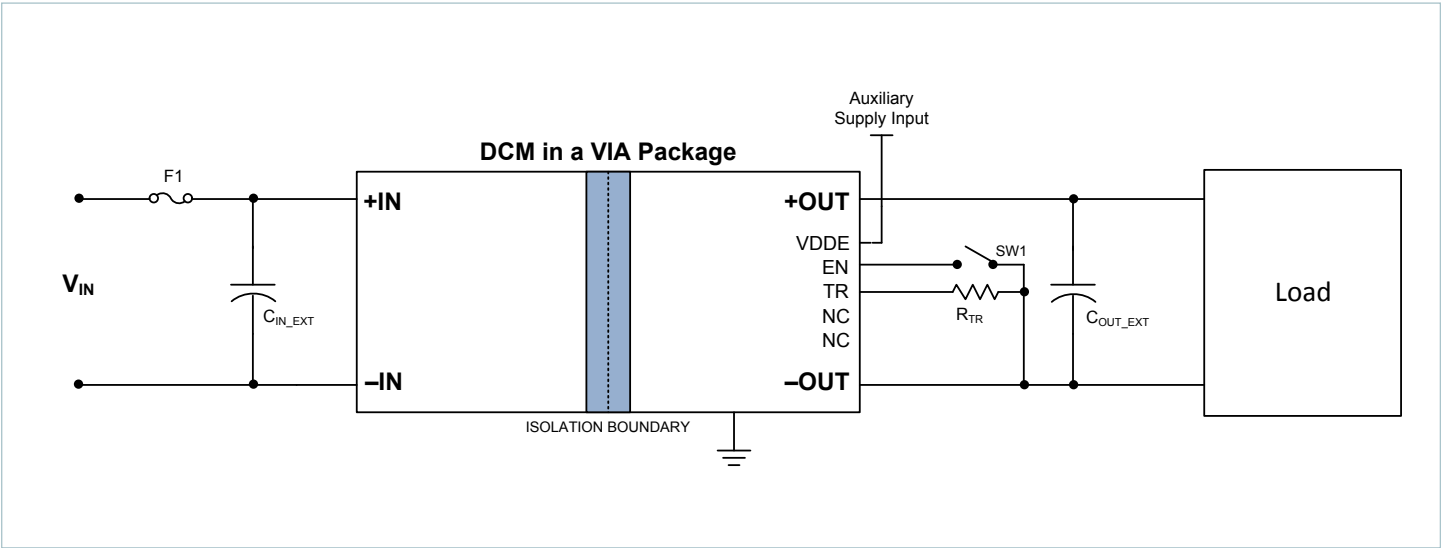 Auxiliary
Supply Input
DCM in a VIA Package
F1
+IN
+OUT
VDDE
SW1
EN
V_IN
TR
Load
C_IN_EXT
R_TR
C_OUT_EXT
NC
NC
–IN
–OUT
ISOLATION BOUNDARY